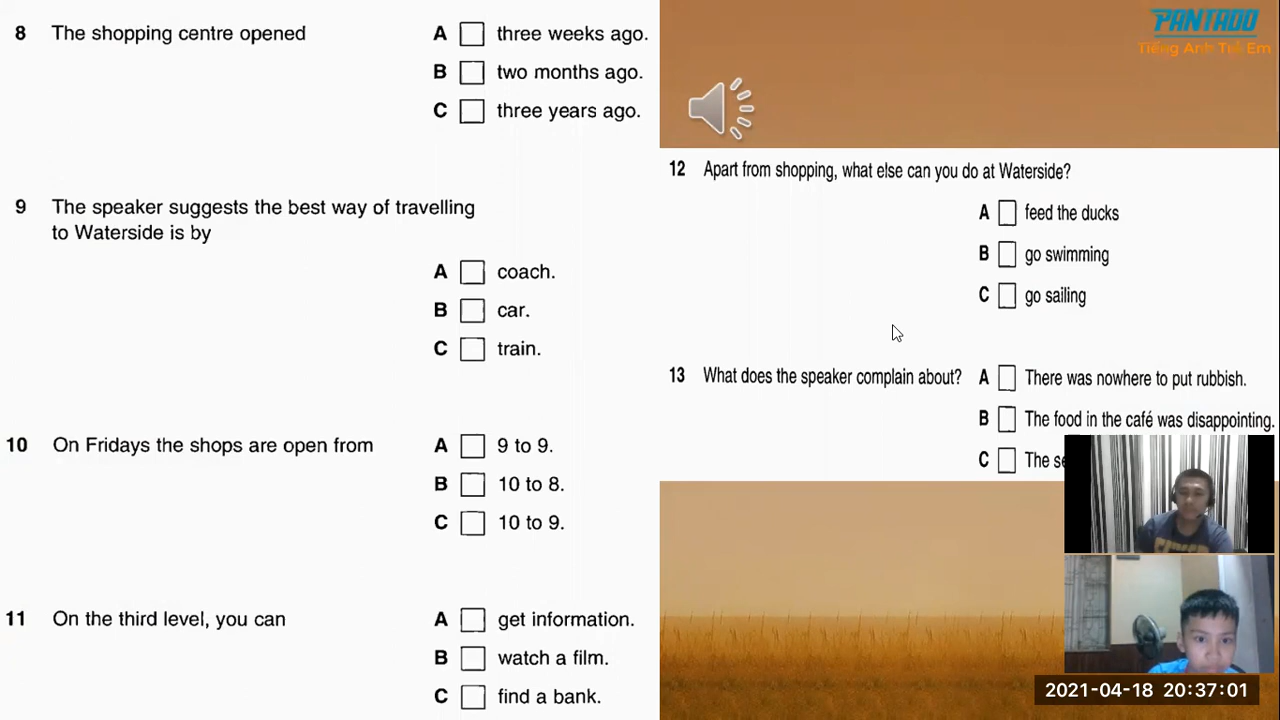 8 The shopping centre opened
A three weeks ago.
B two months ago.
C three years ago.
9 The speaker suggests the best way of travelling
to Waterside is by
A coach.
B car.
C train.
10 On Fridays the shops are open from
A 9 to 9.
B 10 to 8.
C 10 to 9.
11 On the third level, you can
A get information.
B watch a film.
C find a bank.
PANTADO
Tiếng Anh Trẻ Em
12 Apart from shopping, what else can you do at Waterside?
A feed the ducks
B go swimming
C go sailing
13 What does the speaker complain about?
A There was nowhere to put rubbish.
B The food in the café was disappointing.
C The
2021-04-18 20:37:01